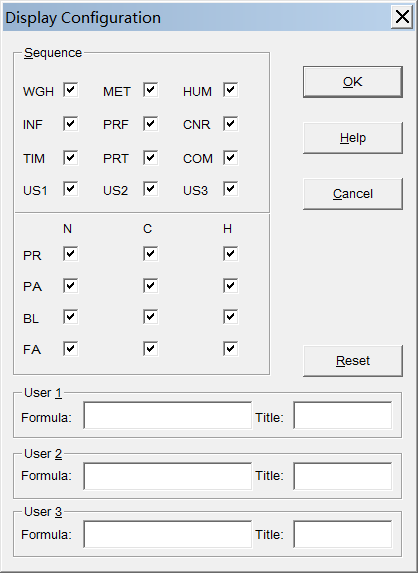 Display Configuration
Sequence
WGH MET HUM
INF PRF CNR
TIM PRT COM
US1 US2 US3
N C H
PR
PA
BL
FA
OK
Help
Cancel
Reset
User 1
Formula: Title:
User 2
Formula: Title:
User 3
Formula: Title: